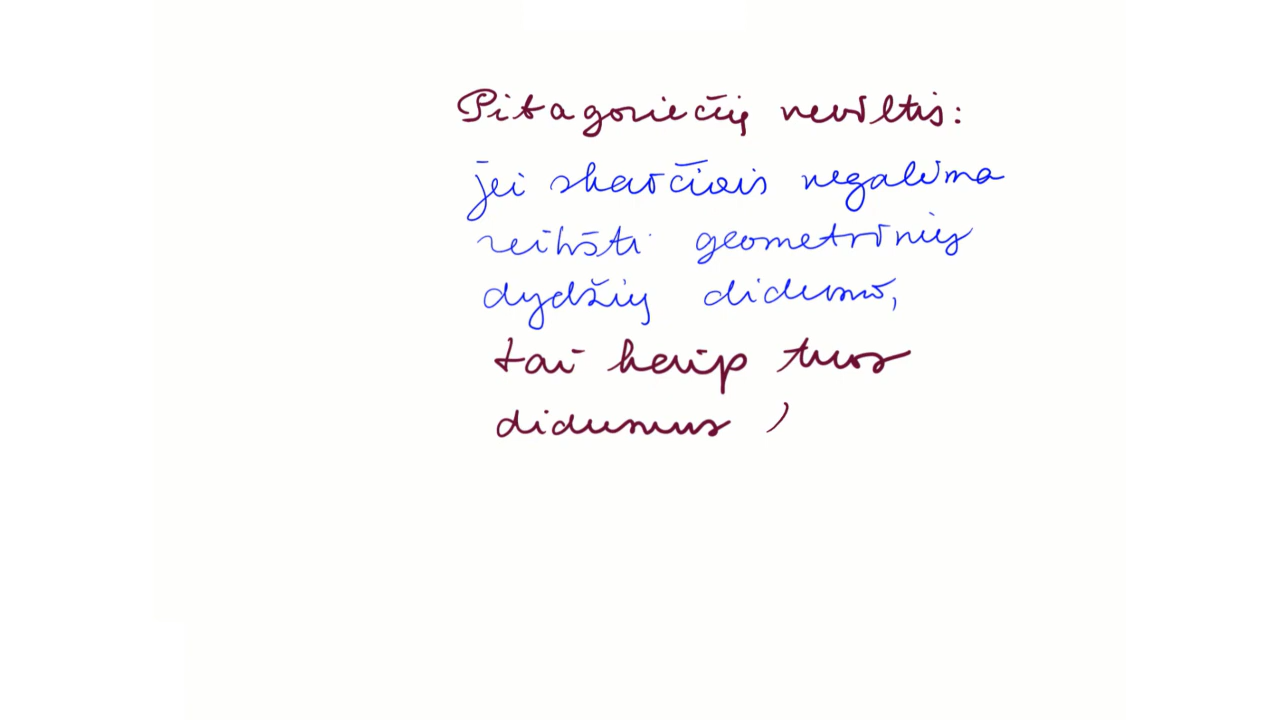 Pitagoriečių neviltis:
jei skaičiais negalima
reikšti geometrinių
dydžių didumo,
tai kaip tuos
didumus